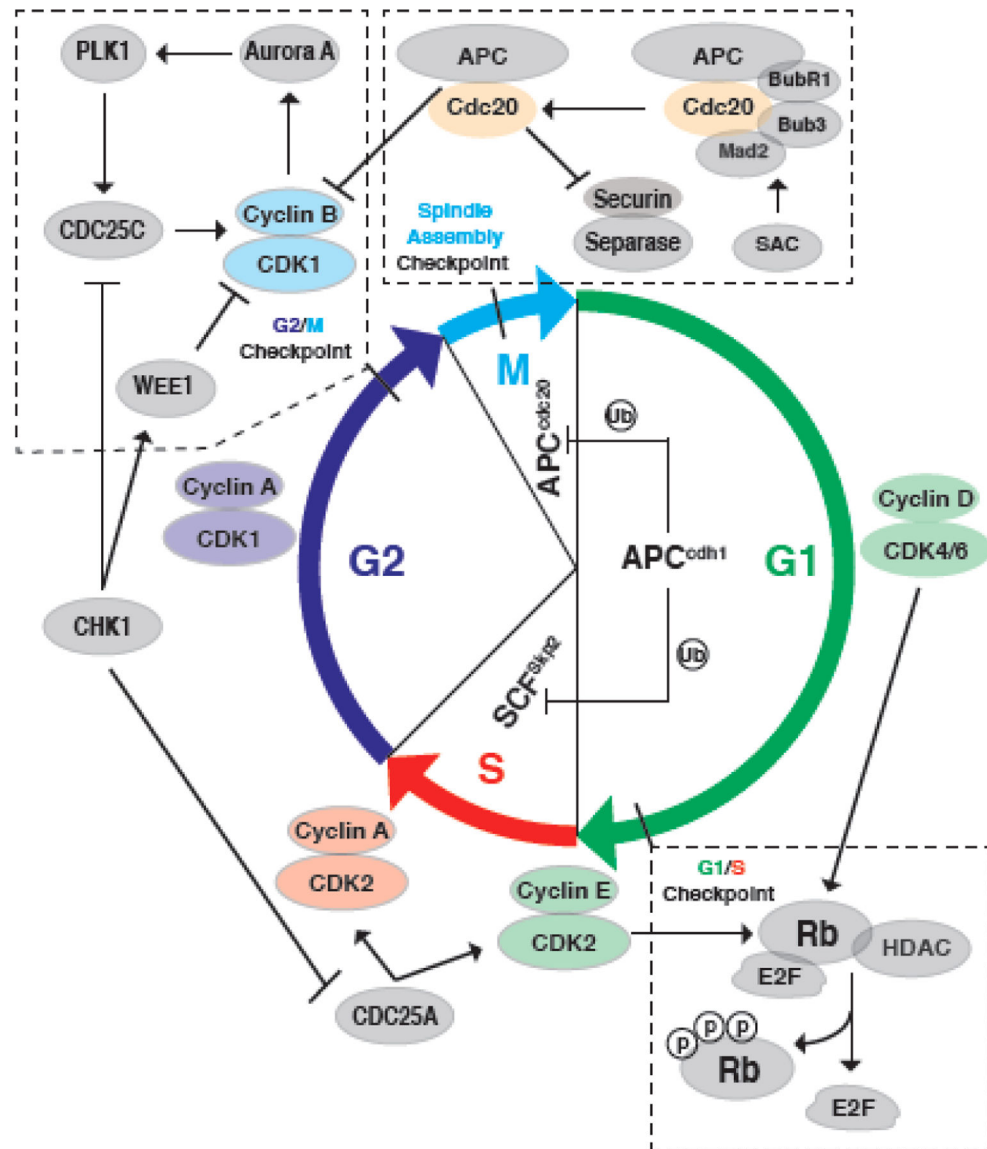 PLK1
Aurora A
CDC25C
Cyclin B
CDK1
G2/M
Checkpoint
WEE1
APC
Cdc20
APC
BubR1
Cdc20
Bub3
Mad2
Securin
Separase
SAC
Spindle
Assembly
Checkpoint
M
APCcdc20
Ub
Cyclin A
CDK1
G2
APCcdh1
G1
Cyclin D
CDK4/6
CHK1
Ub
SCFSkp2
S
Cyclin A
CDK2
Cyclin E
CDK2
CDC25A
G1/S
Checkpoint
Rb
HDAC
E2F
P P P
Rb
E2F